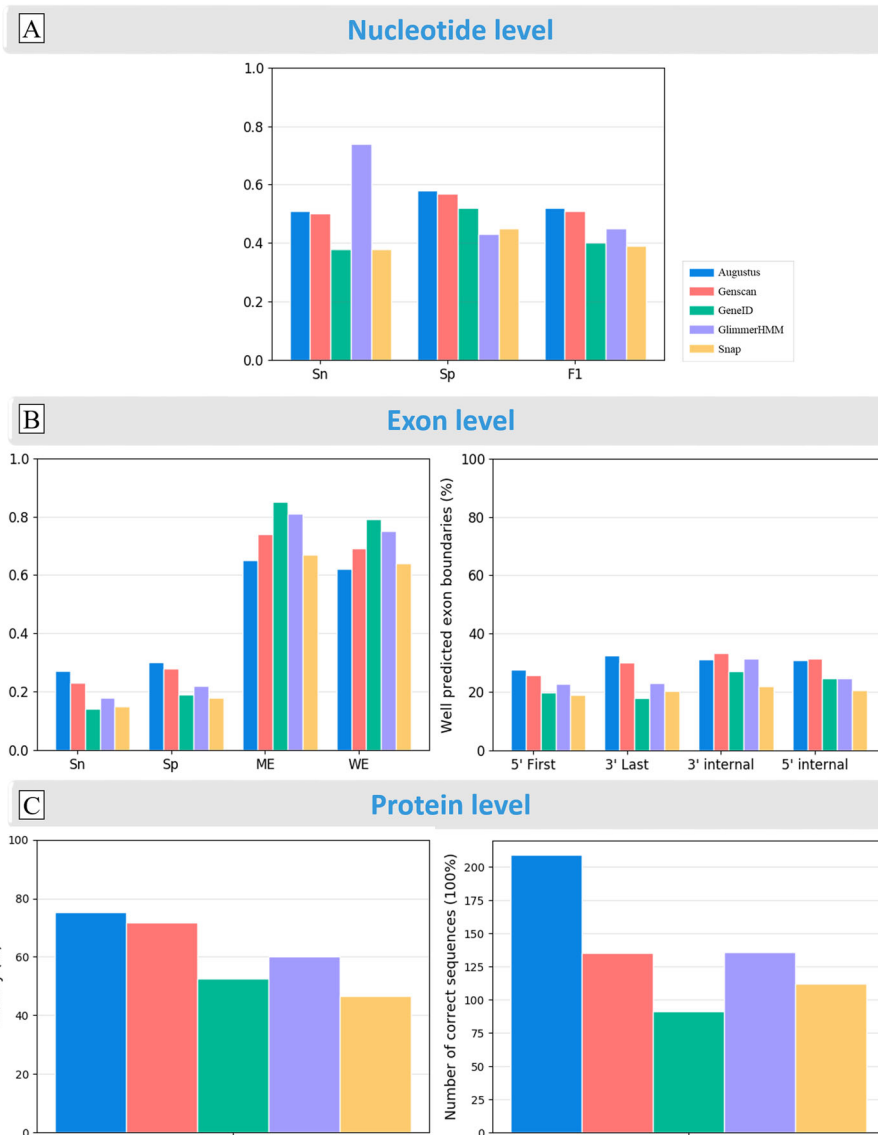 A
Nucleotide level
1.0
0.8
0.6
0.4
0.2
0.0
Sn
Sp
F1
Augustus
Genscan
GeneID
GlimmerHMM
Snap
B
Exon level
1.0
0.8
0.6
0.4
0.2
0.0
Sn
Sp
ME
WE
Well predicted exon boundaries (%)
100
80
60
40
20
0
5' First
3' Last
3' internal
5' internal
C
Protein level
100
80
60
40
20
0
Number of correct sequences (100%)
200
175
150
125
100
75
50
25
0